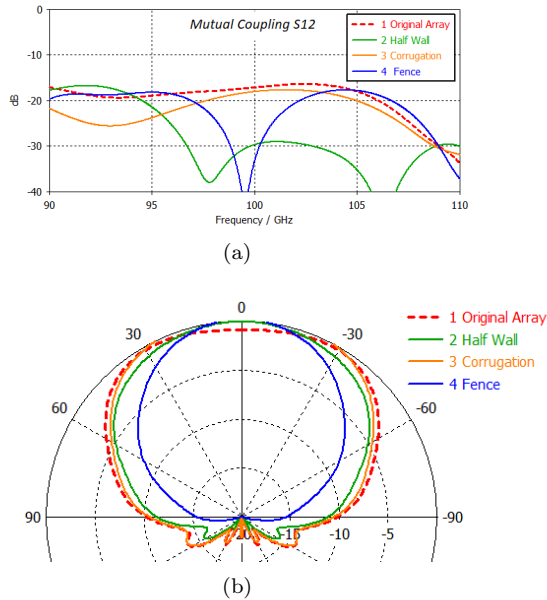 Mutual Coupling S12
1 Original Array
2 Half Wall
3 Corrugation
4 Fence
0
-10
-20
-30
-40
dB
90
95
100
105
110
Frequency / GHz
(a)
0
30
-30
60
-60
90
-90
-20
-15
-10
-5
1 Original Array
2 Half Wall
3 Corrugation
4 Fence
(b)